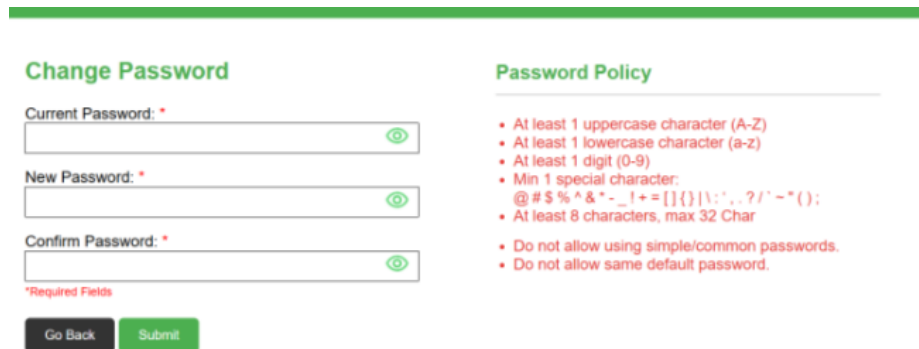 Change Password
Current Password: *
New Password: *
Confirm Password: *
*Required Fields
Go Back
Submit
Password Policy
• At least 1 uppercase character (A-Z)
• At least 1 lowercase character (a-z)
• At least 1 digit (0-9)
• Min 1 special character:
@ # $ % ^ & * - _ ! + = [ ] { } | \ : ' , . ? / ` ~ " ( ) ;
• At least 8 characters, max 32 Char
• Do not allow using simple/common passwords.
• Do not allow same default password.